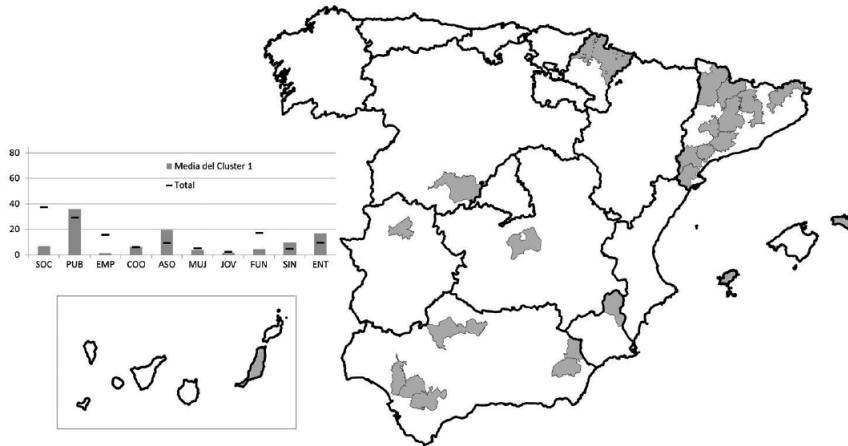 80
60
40
20
0
Media del Cluster 1
Total
SOC PUB EMP COO ASO MUJ JOV FUN SIN ENT